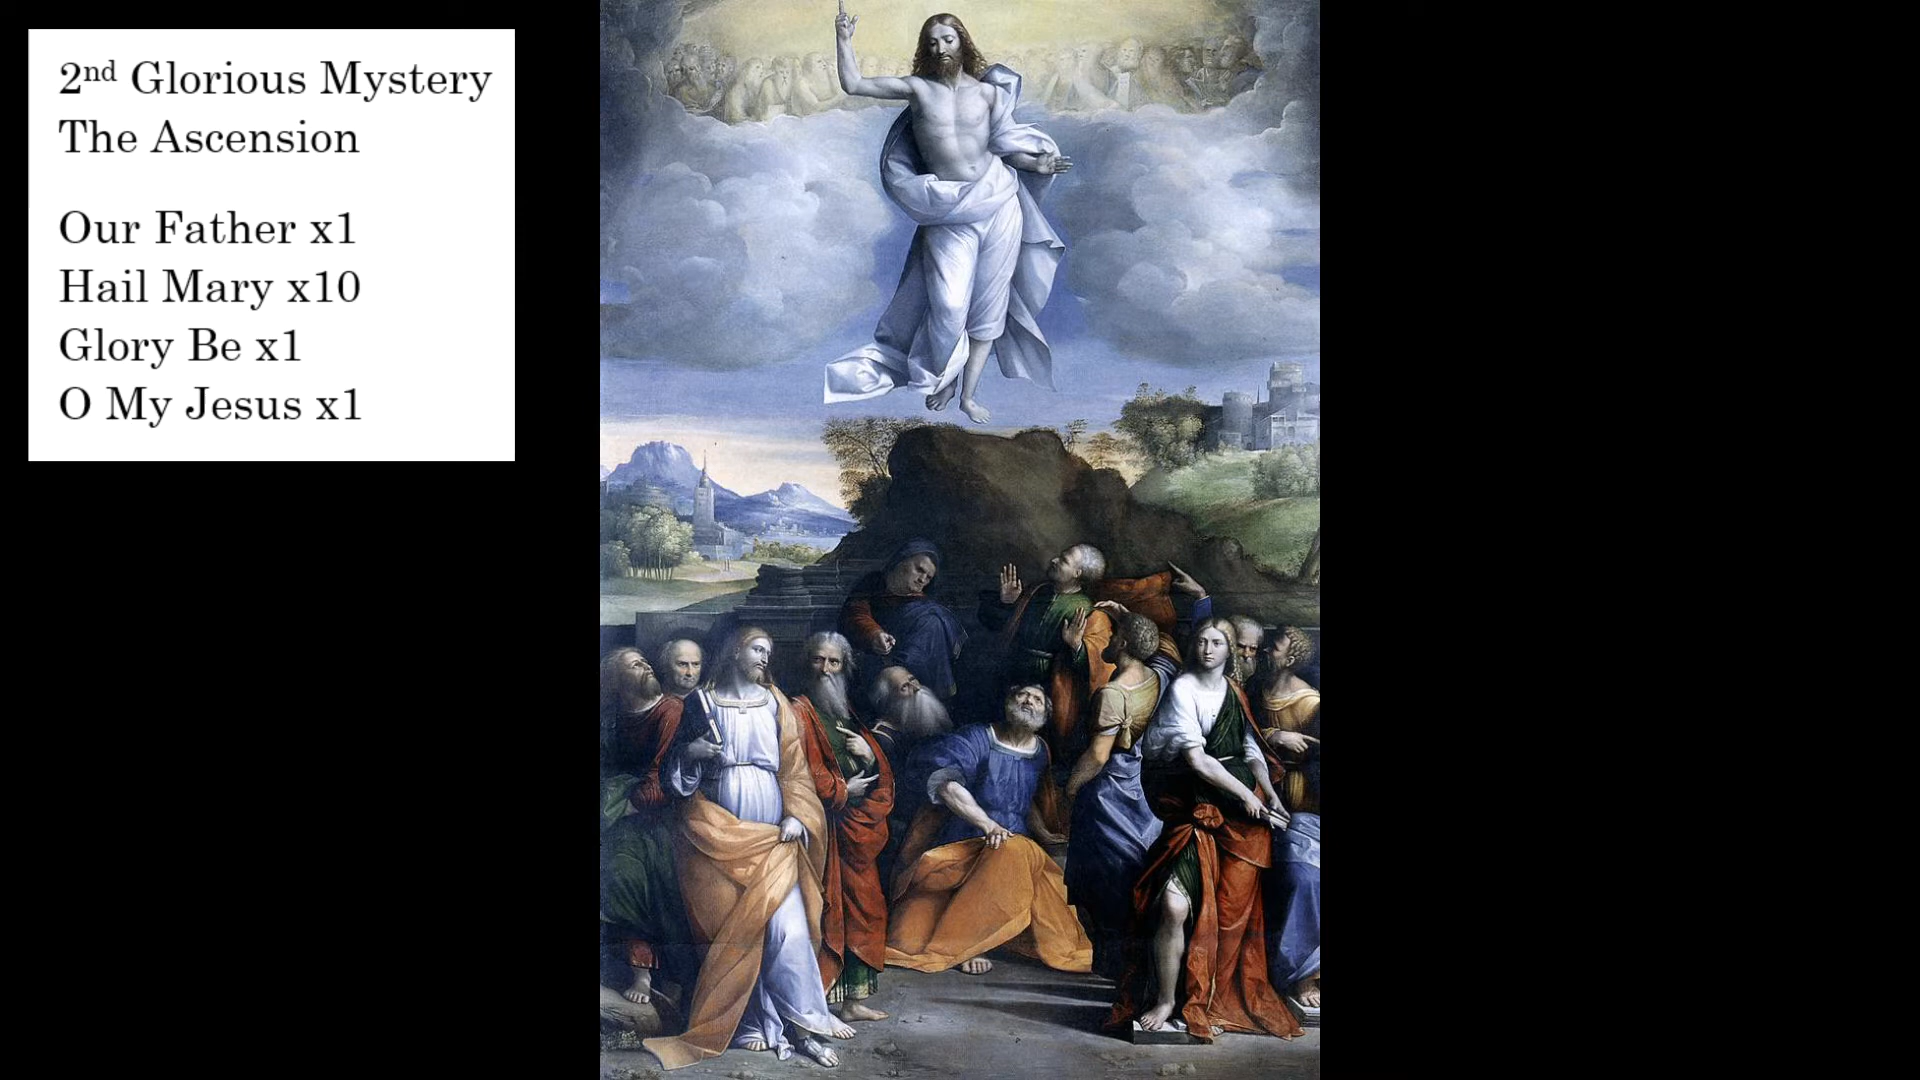 2nd Glorious Mystery
The Ascension
Our Father x1
Hail Mary x10
Glory Be x1
O My Jesus x1